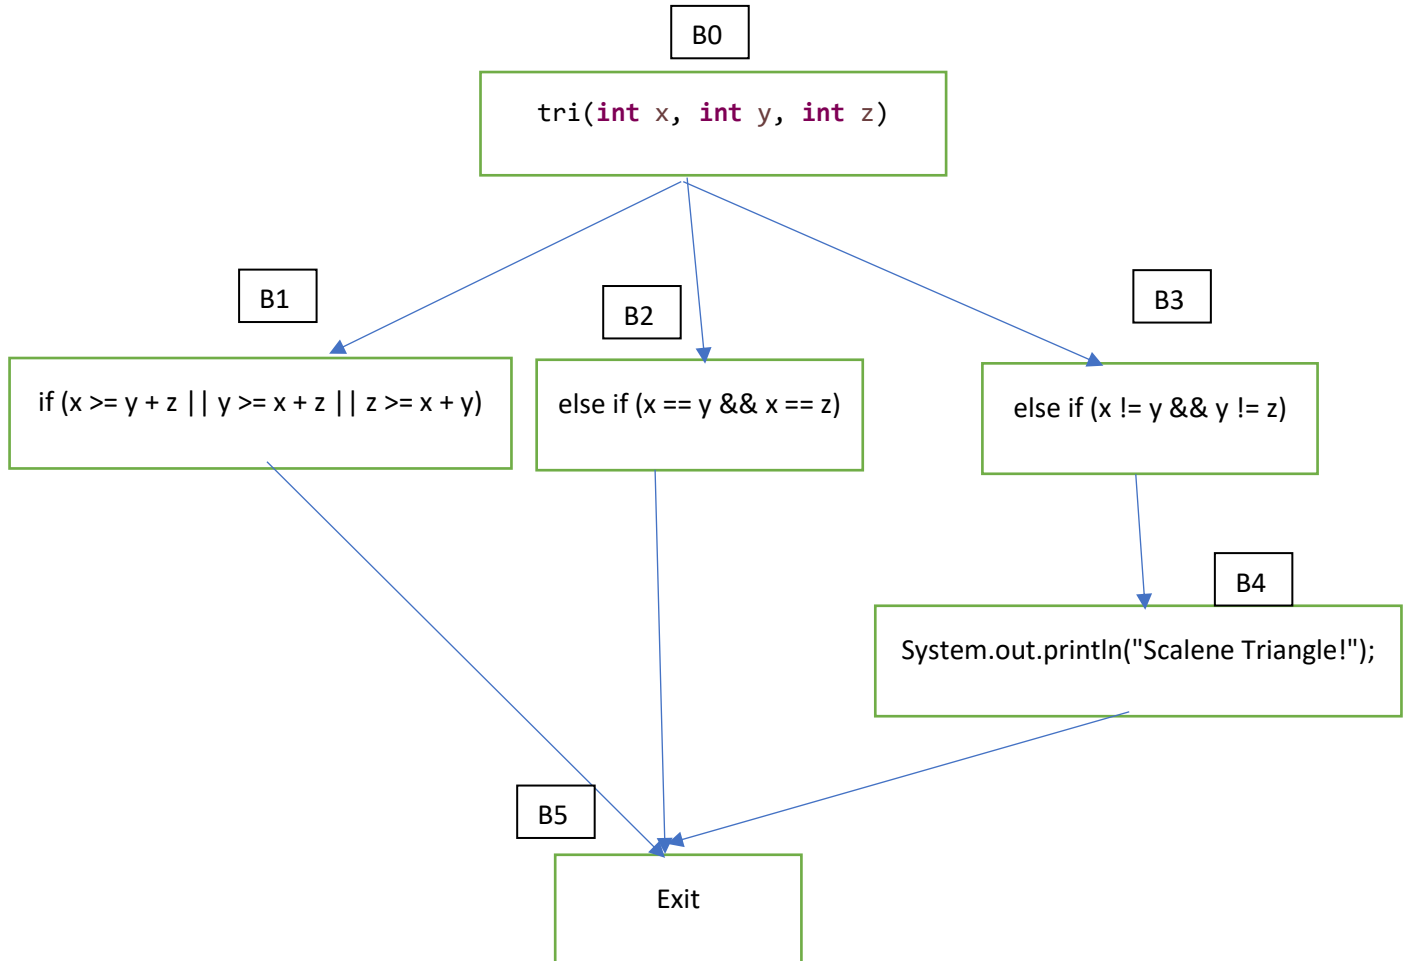 B0
tri(int x, int y, int z)
B1
B2
B3
if (x >= y + z || y >= x + z || z >= x + y)
else if (x == y && x == z)
else if (x != y && y != z)
B4
System.out.println("Scalene Triangle!");
B5
Exit